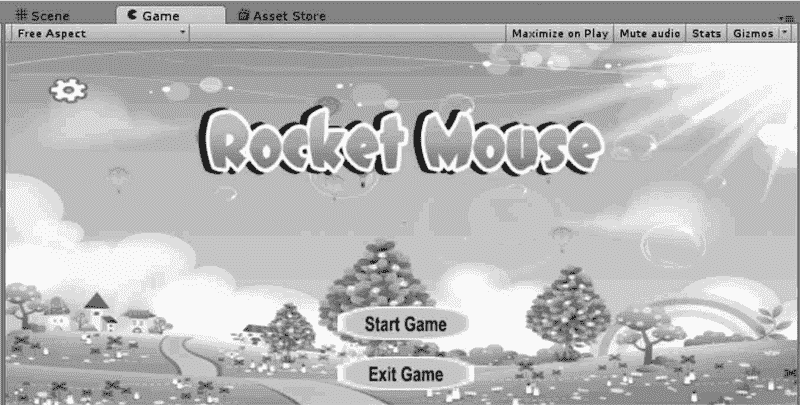 Scene Game Asset Store
Free Aspect Maximize on Play Mute audio Stats Gizmos
Rocket Mouse
Start Game
Exit Game